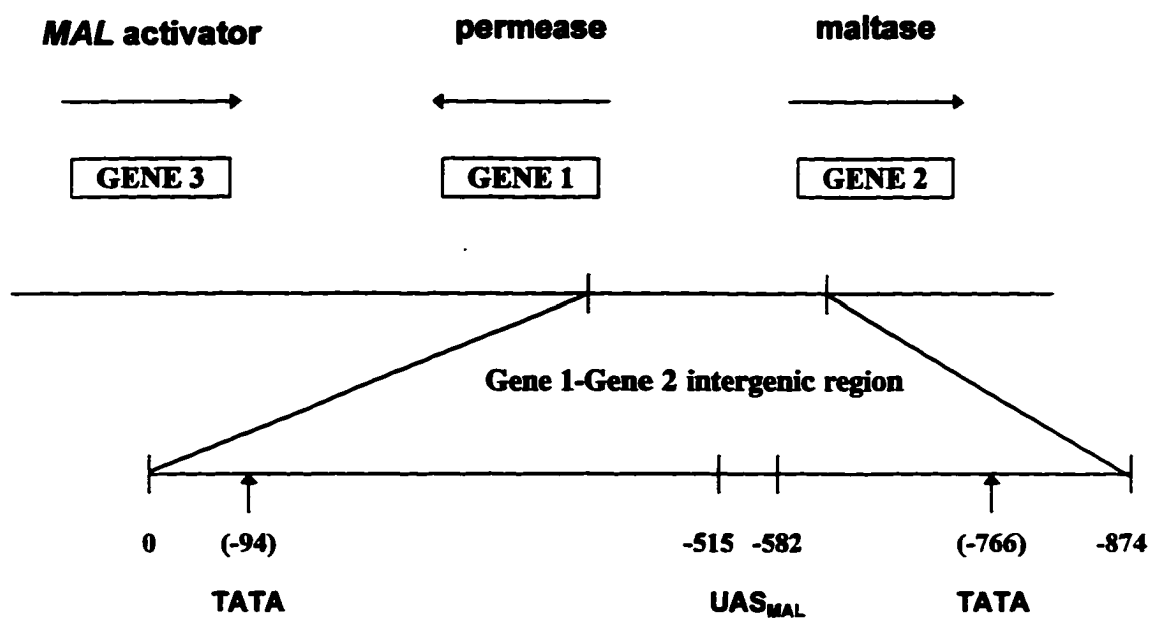 MAL activator permease maltase
GENE 3 GENE 1 GENE 2
Gene 1-Gene 2 intergenic region
0 (-94) -515 -582 (-766) -874
TATA UASMAL TATA